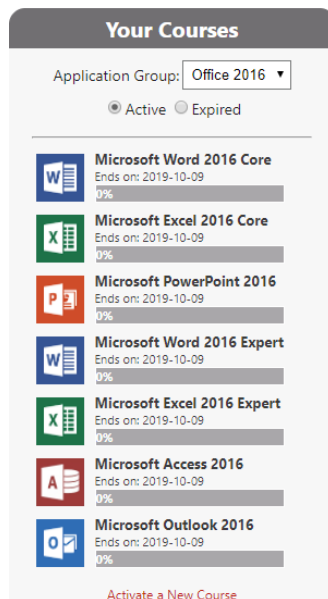 Your Courses
Application Group: Office 2016
Active Expired
W
Microsoft Word 2016 Core
Ends on: 2019-10-09
0%
X
Microsoft Excel 2016 Core
Ends on: 2019-10-09
0%
P
Microsoft PowerPoint 2016
Ends on: 2019-10-09
0%
W
Microsoft Word 2016 Expert
Ends on: 2019-10-09
0%
X
Microsoft Excel 2016 Expert
Ends on: 2019-10-09
0%
A
Microsoft Access 2016
Ends on: 2019-10-09
0%
O
Microsoft Outlook 2016
Ends on: 2019-10-09
0%
Activate a New Course